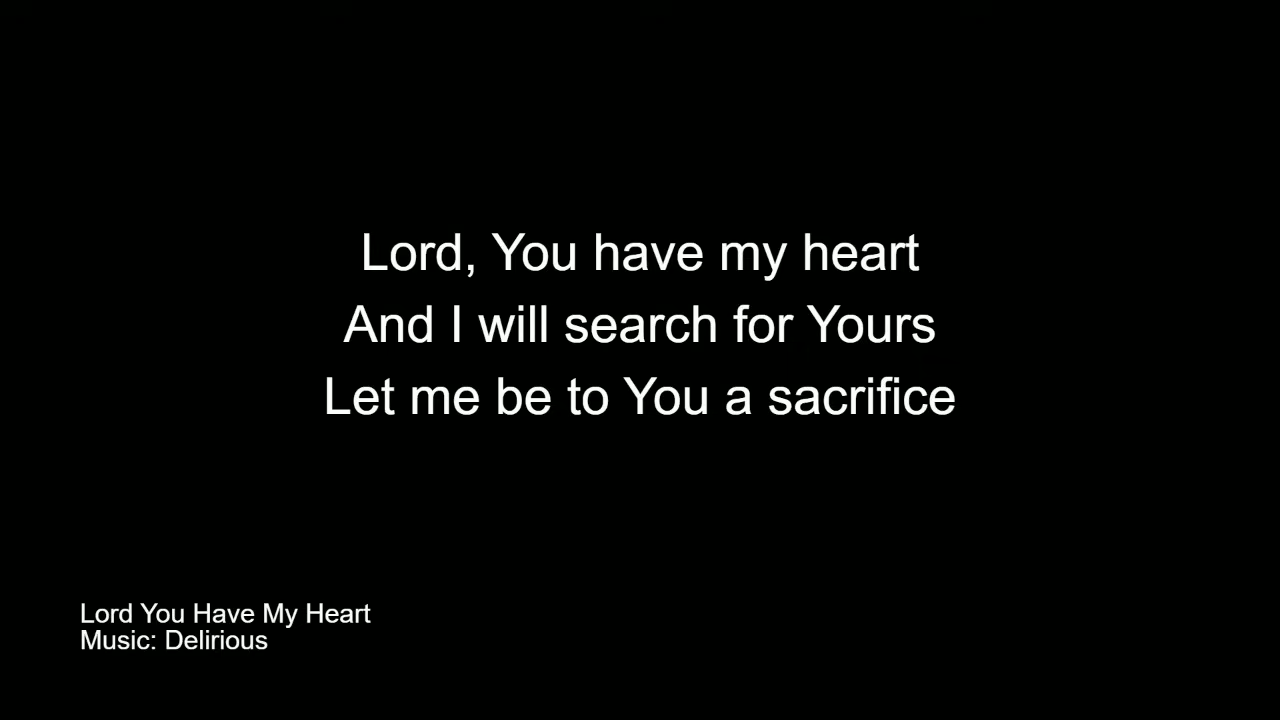 Lord, You have my heart
And I will search for Yours
Let me be to You a sacrifice
Lord You Have My Heart
Music: Delirious